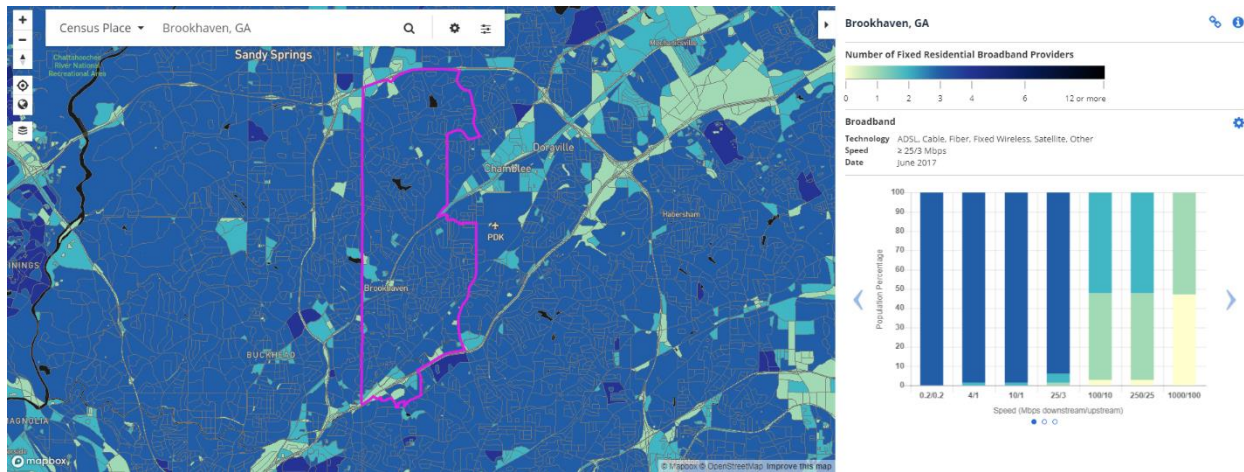 Census Place
Brookhaven, GA
Chattahoochee
River National
Recreational Area
Sandy Springs
Doraville
Chamblee
PDK
Habersham
Brookhaven
BUCKHEAD
ININGS
MAGNOLIA
mapbox
© Mapbox © OpenStreetMap Improve this map
Brookhaven, GA
Number of Fixed Residential Broadband Providers
0 1 2 3 4 6 12 or more
Broadband
Technology ADSL, Cable, Fiber, Fixed Wireless, Satellite, Other
Speed ≥ 25/3 Mbps
Date June 2017
Population Percentage
100
90
80
70
60
50
40
30
20
10
0
0.2/0.2 4/1 10/1 25/3 100/10 250/25 1000/100
Speed (Mbps downstream/upstream)